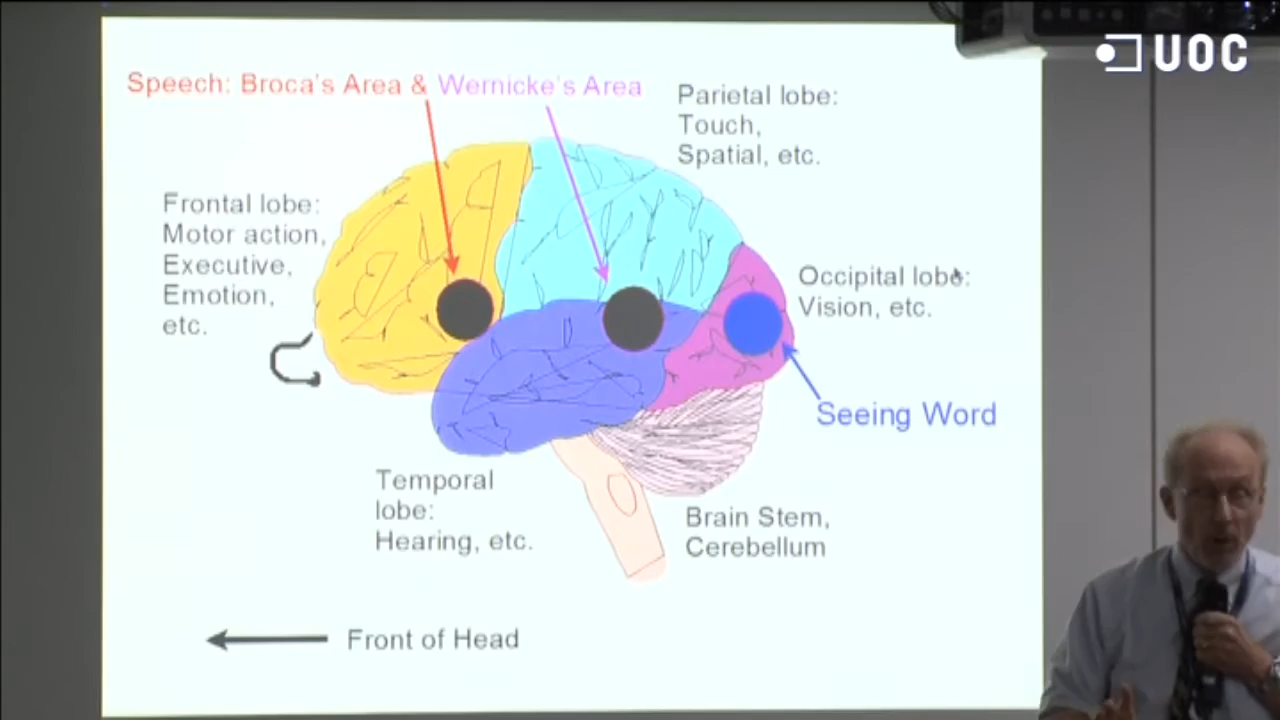 UOC
Speech: Broca's Area & Wernicke's Area
Parietal lobe:
Touch,
Spatial, etc.
Frontal lobe:
Motor action,
Executive,
Emotion,
etc.
Occipital lobe:
Vision, etc.
Seeing Word
Temporal
lobe:
Hearing, etc.
Brain Stem,
Cerebellum
Front of Head